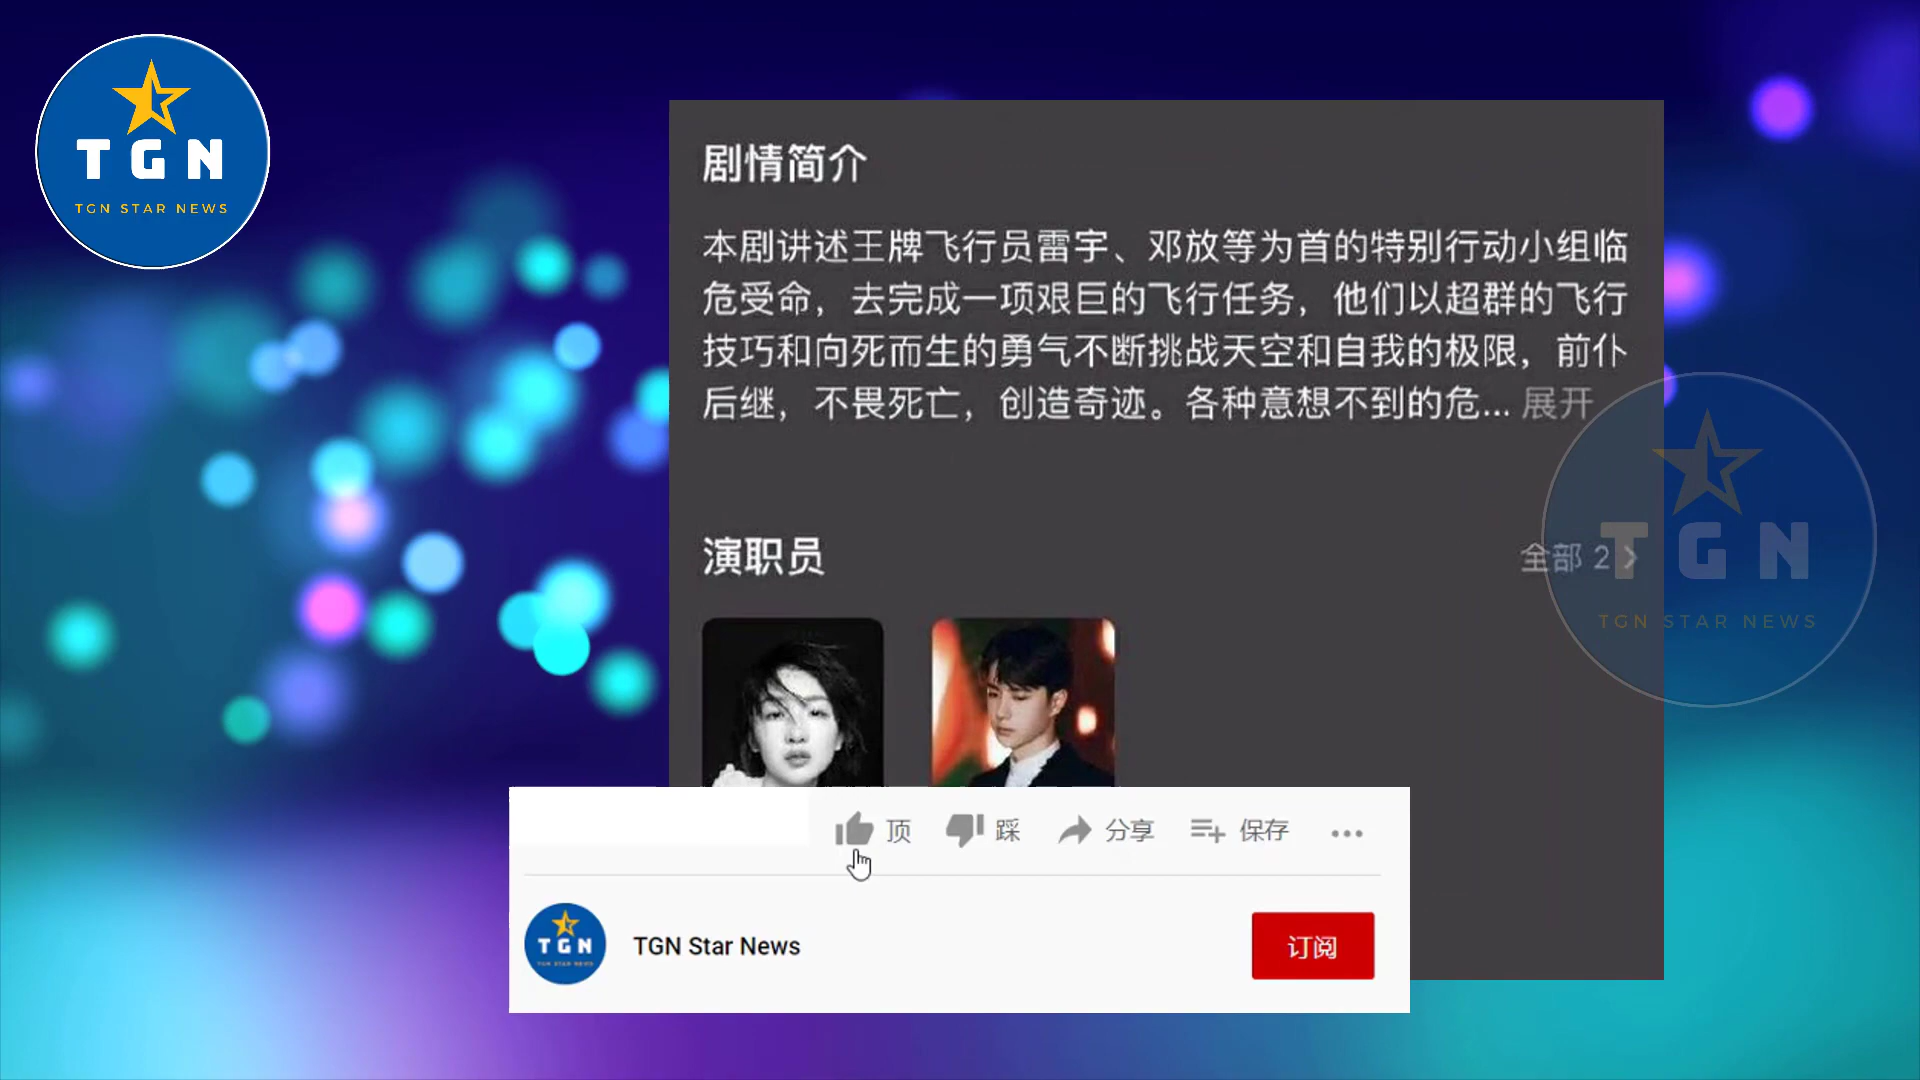 TGN
TGN STAR NEWS
剧情简介
本剧讲述王牌飞行员雷宇、邓放等为首的特别行动小组临
危受命，去完成一项艰巨的飞行任务，他们以超群的飞行
技巧和向死而生的勇气不断挑战天空和自我的极限，前仆
后继，不畏死亡，创造奇迹。各种意想不到的危... 展开
演职员
全部 2 >
TGN
TGN STAR NEWS
顶 踩 分享 保存
TGN
TGN STAR NEWS
TGN Star News
订阅